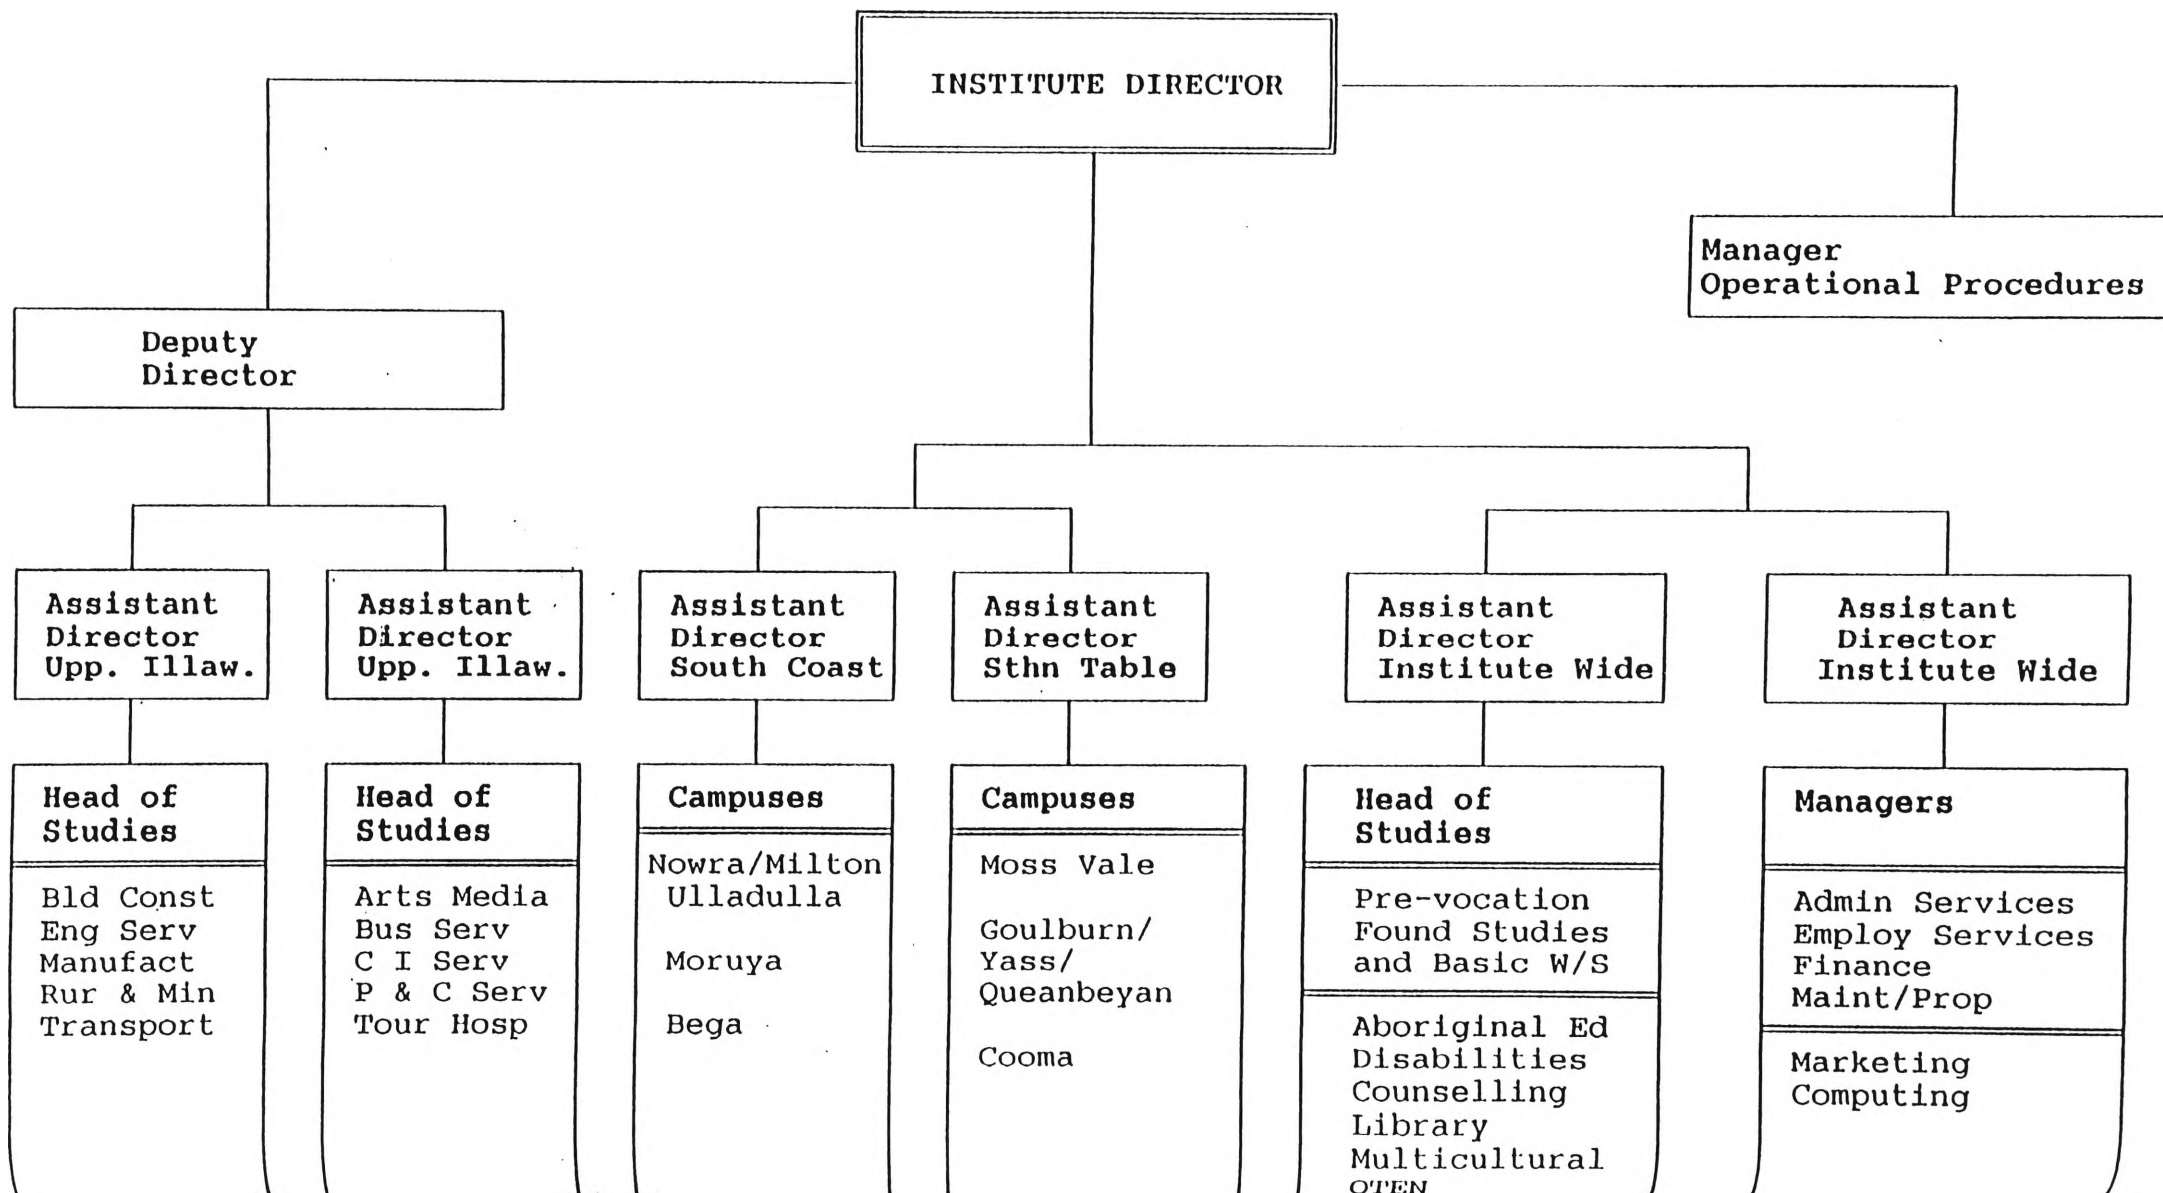 INSTITUTE DIRECTOR
Manager
Operational Procedures
Deputy
Director
Assistant
Director
Upp. Illaw.
Assistant
Director
Upp. Illaw.
Assistant
Director
South Coast
Assistant
Director
Sthn Table
Assistant
Director
Institute Wide
Assistant
Director
Institute Wide
Head of
Studies
Bld Const
Eng Serv
Manufact
Rur & Min
Transport
Head of
Studies
Arts Media
Bus Serv
C I Serv
P & C Serv
Tour Hosp
Campuses
Nowra/Milton
Ulladulla
Moruya
Bega
Campuses
Moss Vale
Goulburn/
Yass/
Queanbeyan
Cooma
Head of
Studies
Pre-vocation
Found Studies
and Basic W/S
Aboriginal Ed
Disabilities
Counselling
Library
Multicultural
OTEN
Managers
Admin Services
Employ Services
Finance
Maint/Prop
Marketing
Computing